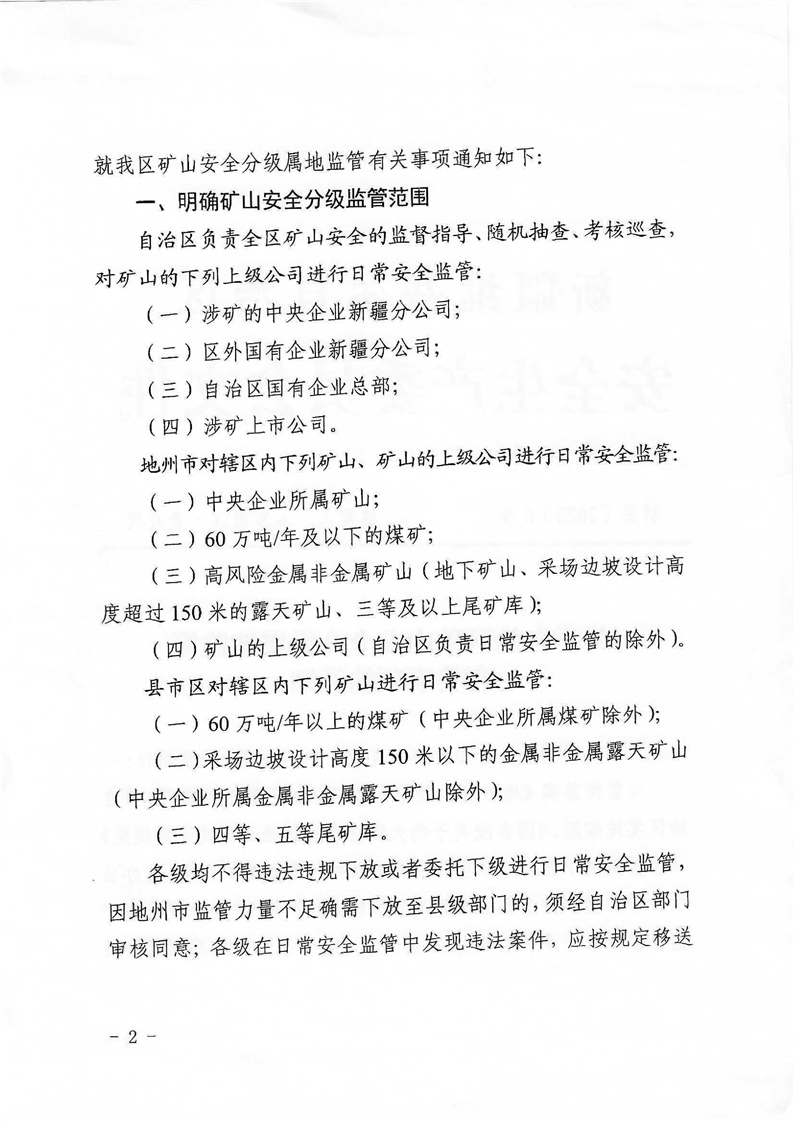 就我区矿山安全分级属地监管有关事项通知如下：
一、明确矿山安全分级监管范围
自治区负责全区矿山安全的监督指导、随机抽查、考核巡查，
对矿山的下列上级公司进行日常安全监管：
（一）涉矿的中央企业新疆分公司；
（二）区外国有企业新疆分公司；
（三）自治区国有企业总部；
（四）涉矿上市公司。
地州市对辖区内下列矿山、矿山的上级公司进行日常安全监管：
（一）中央企业所属矿山；
（二）60 万吨/年及以下的煤矿；
（三）高风险金属非金属矿山（地下矿山、采场边坡设计高
度超过 150 米的露天矿山、三等及以上尾矿库）；
（四）矿山的上级公司（自治区负责日常安全监管的除外）。
县市区对辖区内下列矿山进行日常安全监管：
（一）60 万吨/年以上的煤矿（中央企业所属煤矿除外）；
（二）采场边坡设计高度 150 米以下的金属非金属露天矿山
（中央企业所属金属非金属露天矿山除外）；
（三）四等、五等尾矿库。
各级均不得违法违规下放或者委托下级进行日常安全监管，
因地州市监管力量不足确需下放至县级部门的，须经自治区部门
审核同意；各级在日常安全监管中发现违法案件，应按规定移送
- 2 -